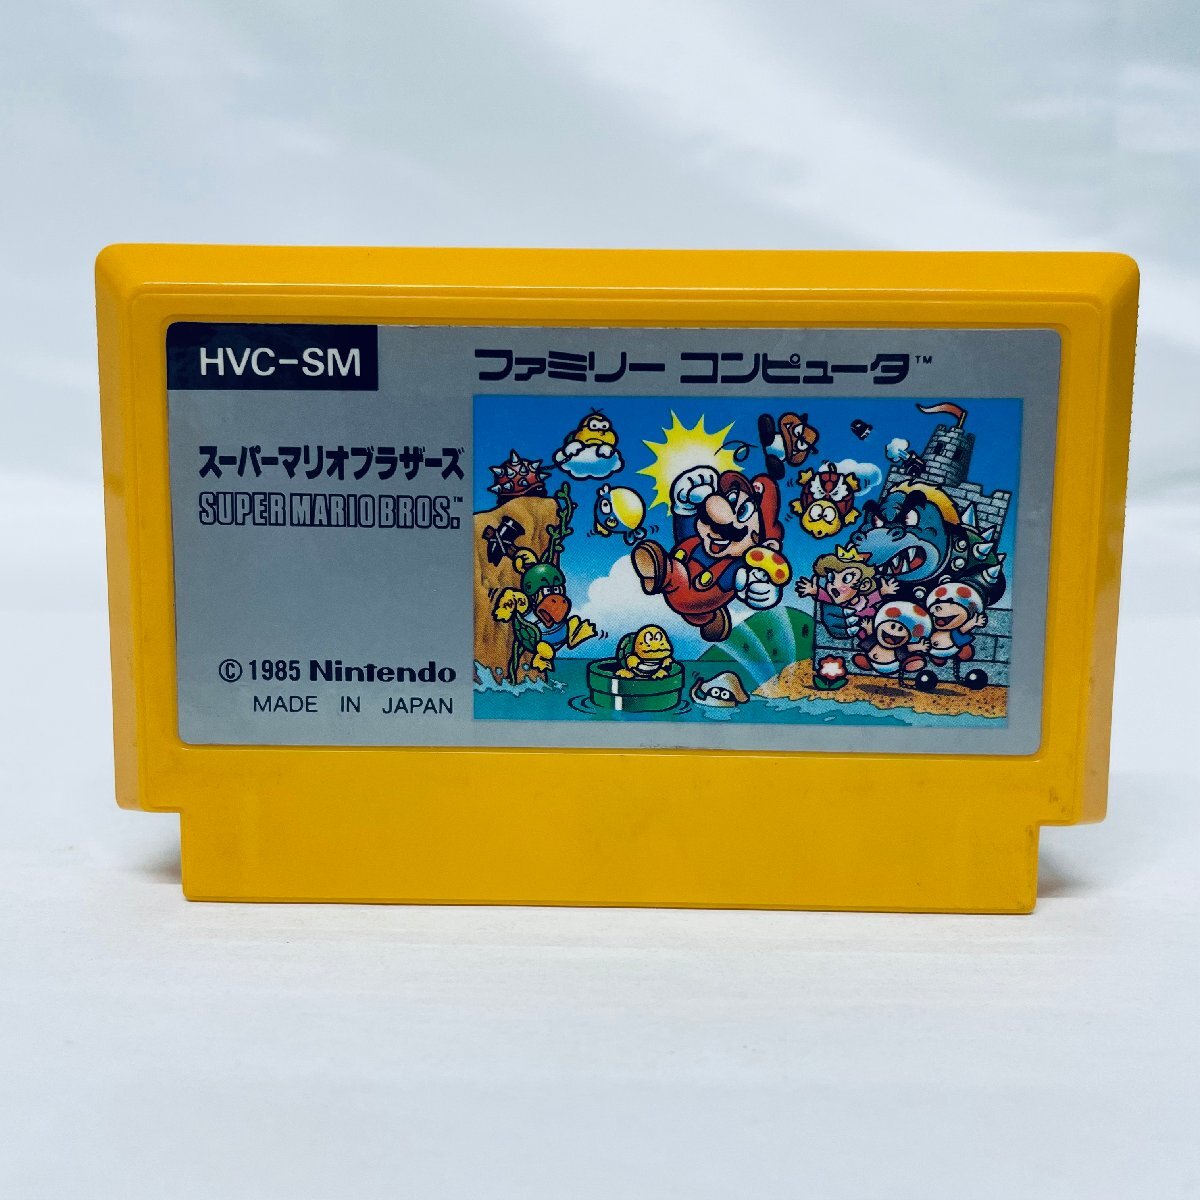 HVC-SM
ファミリー コンピュータ™
スーパーマリオブラザーズ
SUPER MARIO BROS.™
© 1985 Nintendo
MADE IN JAPAN